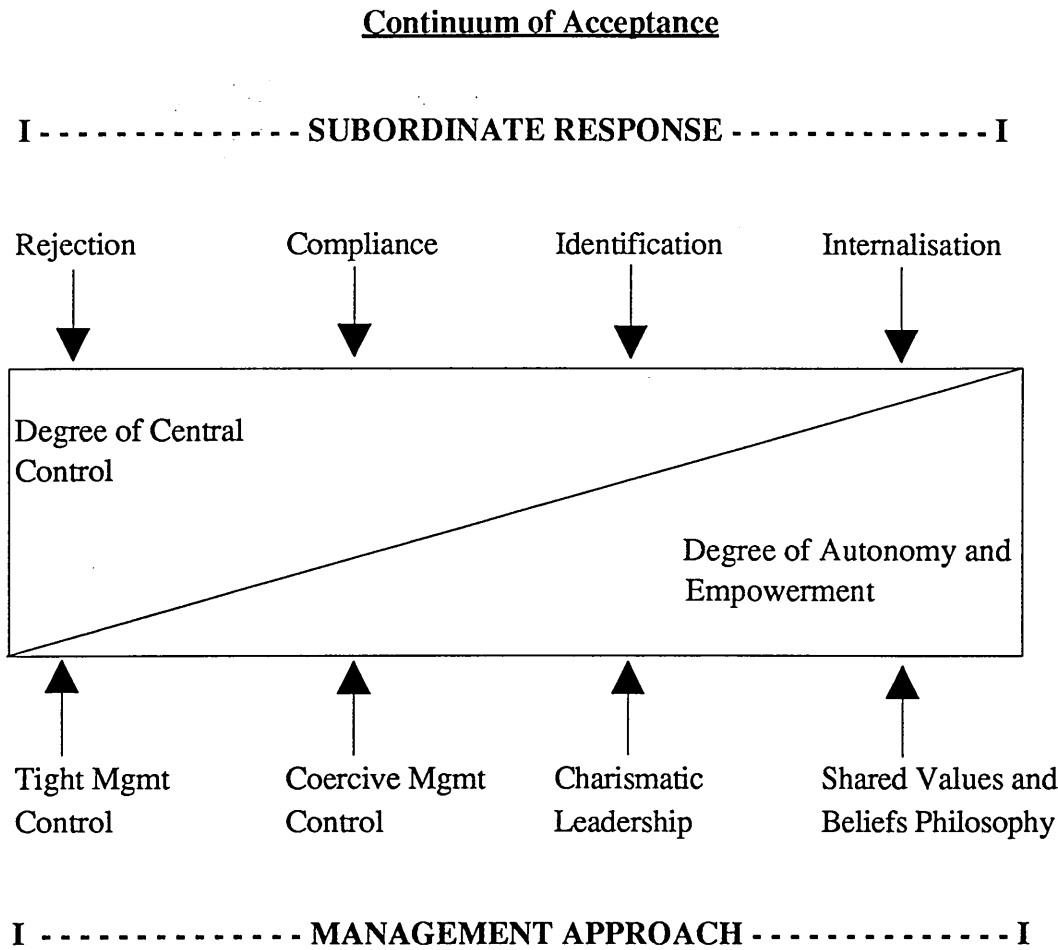 Continuum of Acceptance
I - - - - - - - - - - - - - - SUBORDINATE RESPONSE - - - - - - - - - - - - - I
Rejection Compliance Identification Internalisation
Degree of Central
Control
Degree of Autonomy and
Empowerment
Tight Mgmt Coercive Mgmt Charismatic Shared Values and
Control Control Leadership Beliefs Philosophy
I - - - - - - - - - - - - - - MANAGEMENT APPROACH - - - - - - - - - - - - - - I